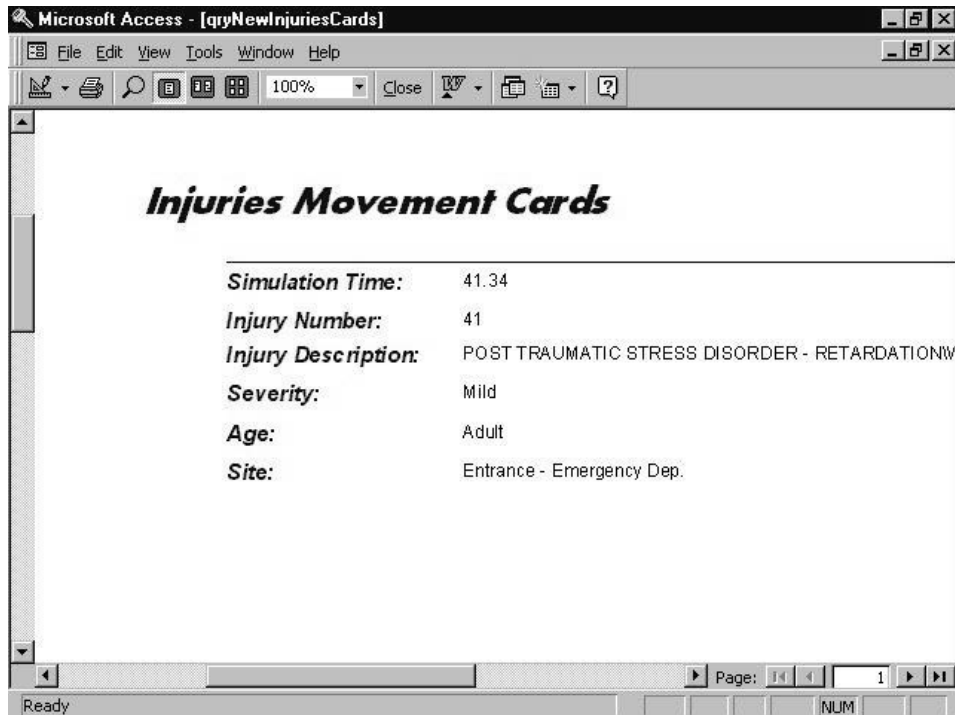 Microsoft Access - [qryNewInjuriesCards]
File Edit View Tools Window Help
100% Close
Injuries Movement Cards
Simulation Time: 41.34
Injury Number: 41
Injury Description: POST TRAUMATIC STRESS DISORDER - RETARDATIONW
Severity: Mild
Age: Adult
Site: Entrance - Emergency Dep.
Page: 1
Ready NUM